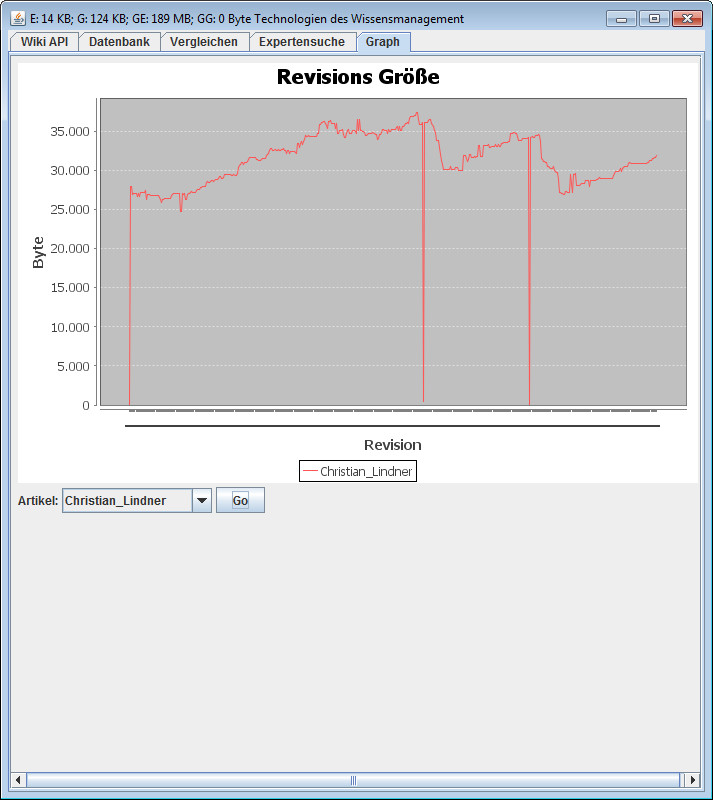 E: 14 KB; G: 124 KB; GE: 189 MB; GG: 0 Byte Technologien des Wissensmanagement
Wiki API Datenbank Vergleichen Expertensuche Graph
Revisions Größe
35.000
30.000
25.000
20.000
15.000
10.000
5.000
0
Byte
Revision
Christian_Lindner
Artikel: Christian_Lindner Go